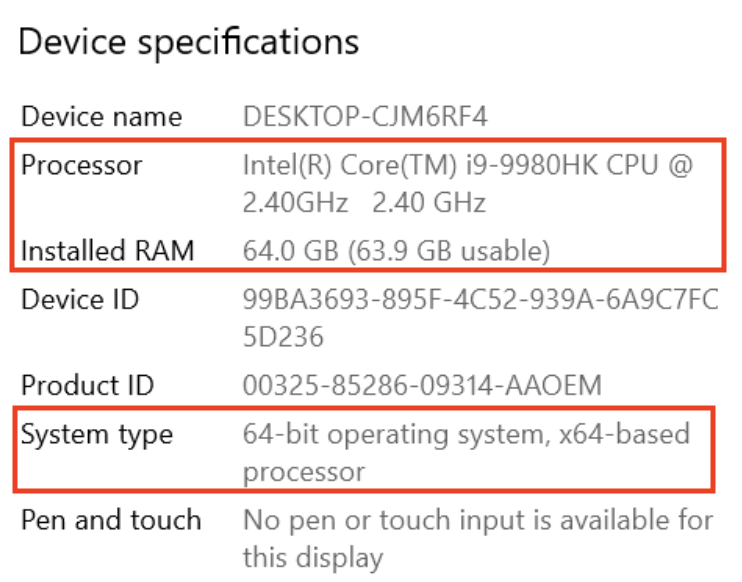 Device specifications
Device name DESKTOP-CJM6RF4
Processor Intel(R) Core(TM) i9-9980HK CPU @
2.40GHz 2.40 GHz
Installed RAM 64.0 GB (63.9 GB usable)
Device ID 99BA3693-895F-4C52-939A-6A9C7FC
5D236
Product ID 00325-85286-09314-AAOEM
System type 64-bit operating system, x64-based
processor
Pen and touch No pen or touch input is available for
this display